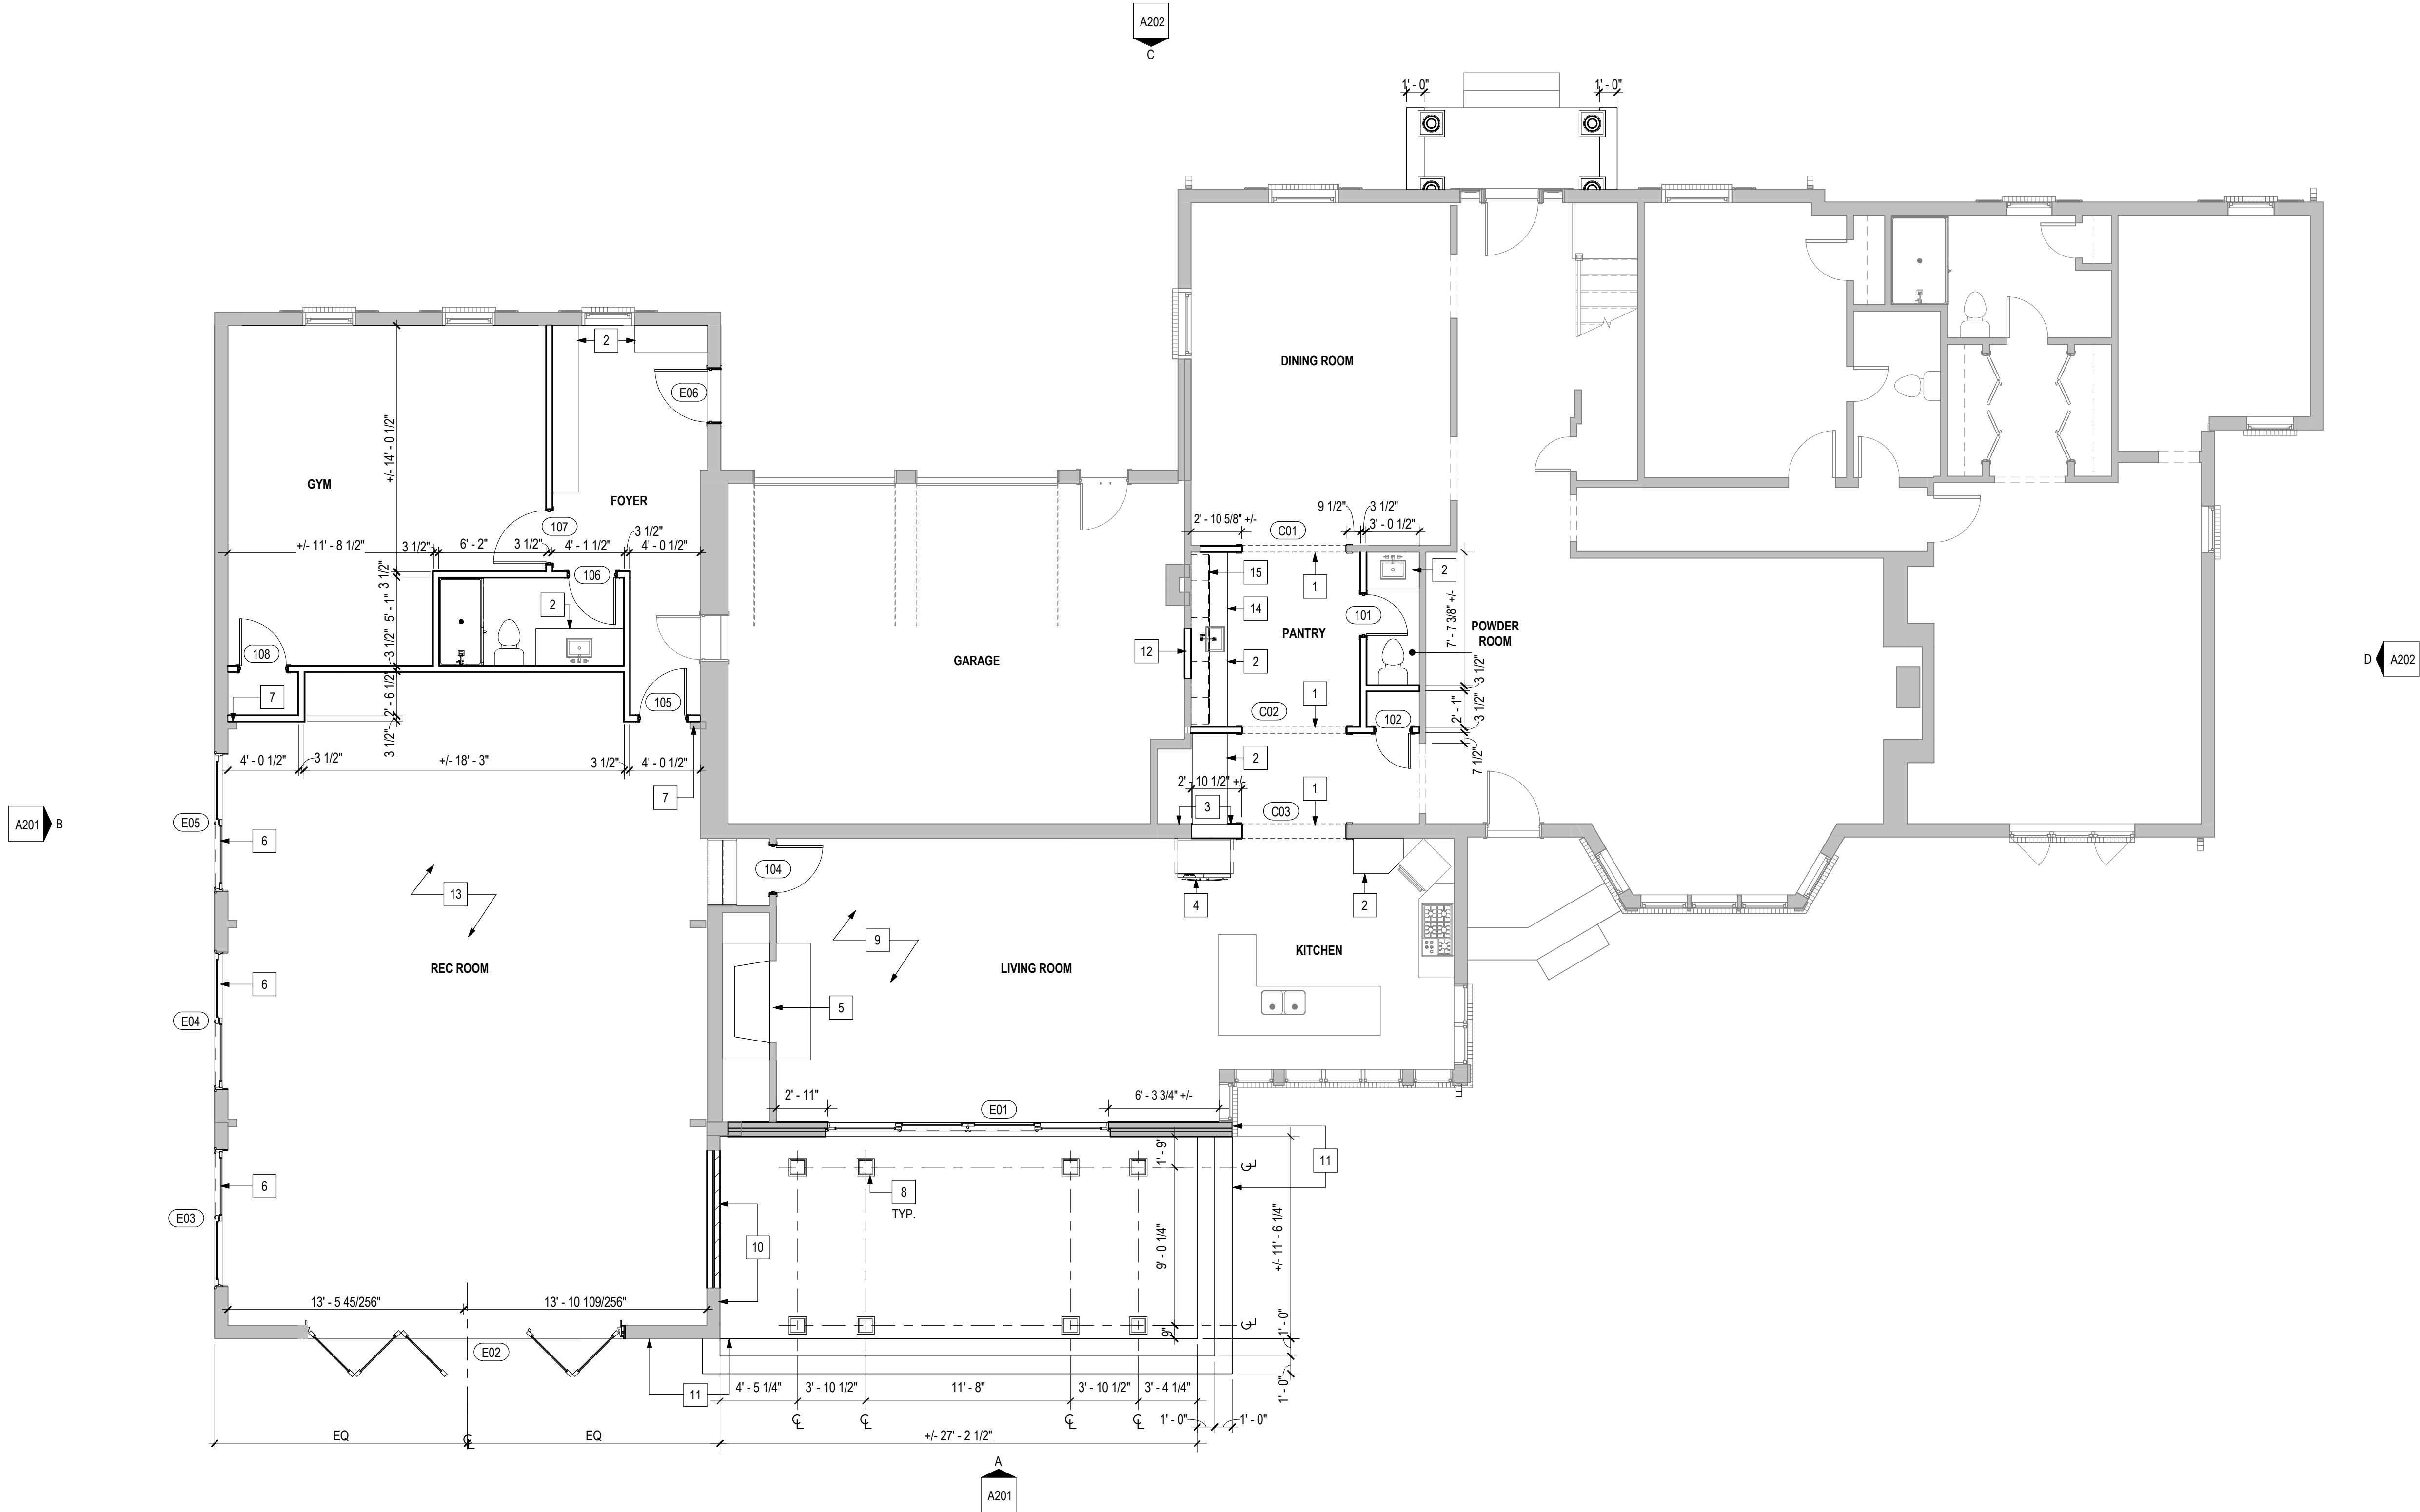 A202
C
1' - 0"
1' - 0"
2
E06
DINING ROOM
+/- 14' - 0 1/2"
GYM
FOYER
107
3 1/2"
+/- 11' - 8 1/2"
3 1/2"
6' - 2"
3 1/2"
4' - 1 1/2"
4' - 0 1/2"
9 1/2"
3 1/2"
2' - 10 5/8" +/-
C01
3' - 0 1/2"
3 1/2"
106
15
1
2
5' - 1"
2
14
101
7' - 7 3/8" +/-
PANTRY
POWDER
ROOM
3 1/2"
108
12
2
GARAGE
D
A202
7
2' - 6 1/2"
105
1
3 1/2"
C02
102
2' - 1"
3 1/2"
3 1/2"
4' - 0 1/2"
3 1/2"
+/- 18' - 3"
3 1/2"
4' - 0 1/2"
2
7 1/2"
7
2' - 10 1/2" +/-
1
3
C03
A201
B
E05
6
104
13
4
2
9
KITCHEN
REC ROOM
LIVING ROOM
6
5
E04
2' - 11"
6' - 3 3/4" +/-
E01
1' - 9"
11
6
8
TYP.
E03
10
9' - 0 1/4"
+/- 11' - 6 1/4"
13' - 5 45/256"
13' - 10 109/256"
9"
1' - 0"
E02
1' - 0"
11
4' - 5 1/4"
3' - 10 1/2"
11' - 8"
3' - 10 1/2"
3' - 4 1/4"
1' - 0"
1' - 0"
EQ
EQ
+/- 27' - 2 1/2"
A
A201